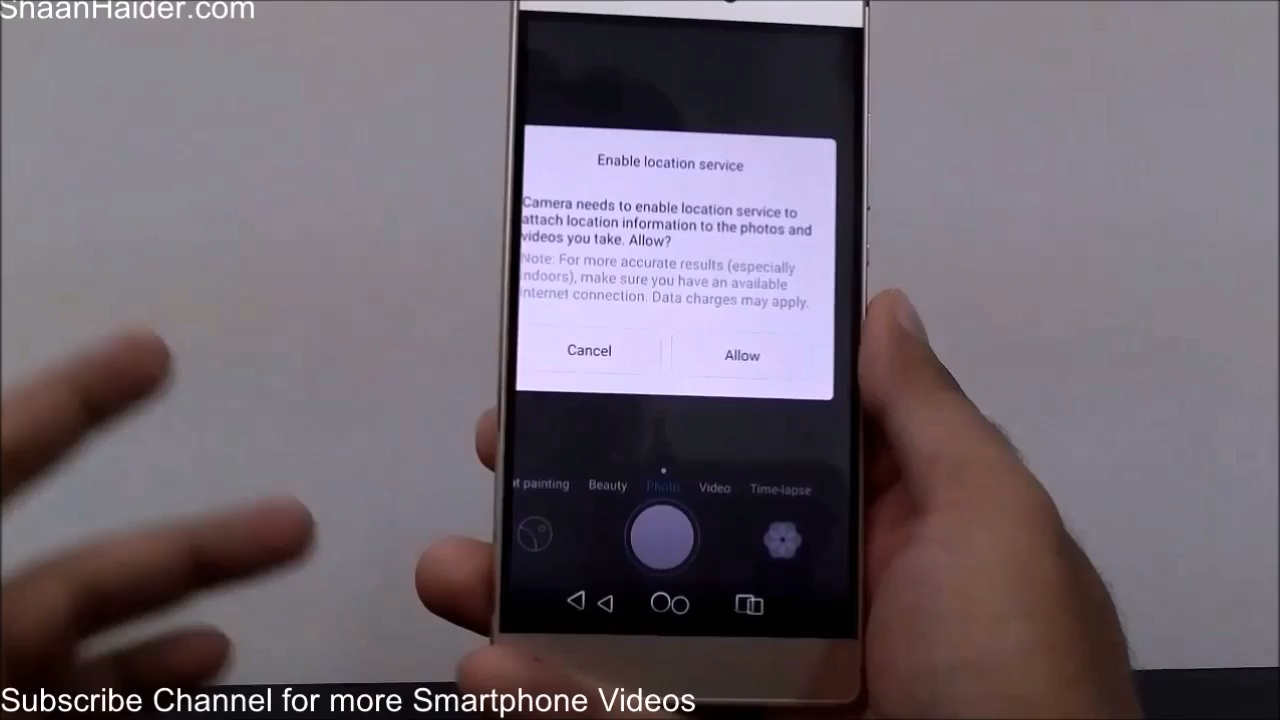 ShaanHaider.com
Enable location service
Camera needs to enable location service to
attach location information to the photos and
videos you take. Allow?
Note: For more accurate results (especially
indoors), make sure you have an available
internet connection. Data charges may apply.
Cancel Allow
t painting Beauty Photo Video Time-lapse
Subscribe Channel for more Smartphone Videos